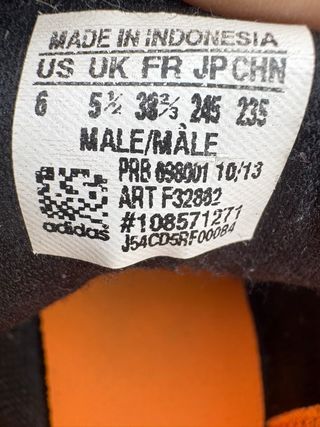 MADE IN INDONESIA
US UK FR JP CHN
6 5½ 38⅔ 245 235
MALE/MÂLE
PRB 698001 10/13
ART F32882
#108571271
adidas J54CD5RF00084